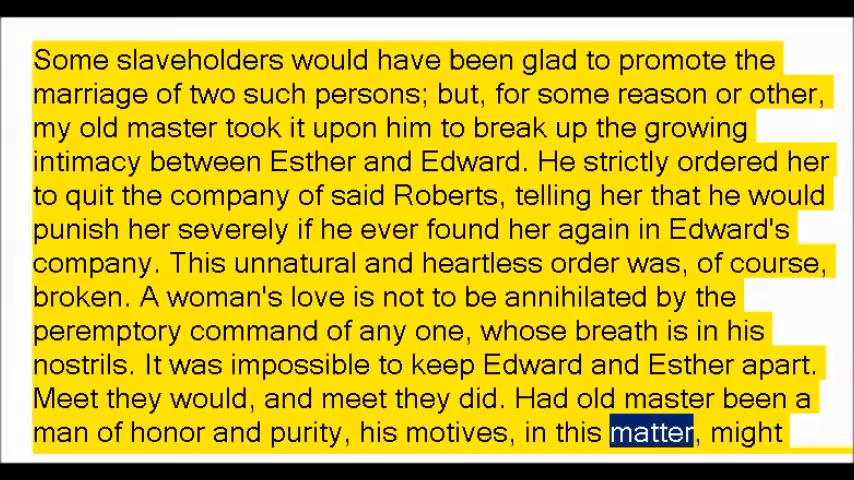 Some slaveholders would have been glad to promote the
marriage of two such persons; but, for some reason or other,
my old master took it upon him to break up the growing
intimacy between Esther and Edward. He strictly ordered her
to quit the company of said Roberts, telling her that he would
punish her severely if he ever found her again in Edward's
company. This unnatural and heartless order was, of course,
broken. A woman's love is not to be annihilated by the
peremptory command of any one, whose breath is in his
nostrils. It was impossible to keep Edward and Esther apart.
Meet they would, and meet they did. Had old master been a
man of honor and purity, his motives, in this matter, might